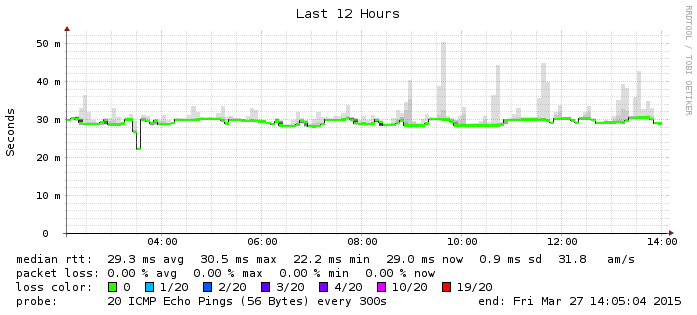 Last 12 Hours
RRDTOOL / TOBI OETIKER
Seconds
50 m
40 m
30 m
20 m
10 m
0
04:00 06:00 08:00 10:00 12:00 14:00
median rtt: 29.3 ms avg 30.5 ms max 22.2 ms min 29.0 ms now 0.9 ms sd 31.8 am/s
packet loss: 0.00 % avg 0.00 % max 0.00 % min 0.00 % now
loss color: 0 1/20 2/20 3/20 4/20 10/20 19/20
probe: 20 ICMP Echo Pings (56 Bytes) every 300s end: Fri Mar 27 14:05:04 2015